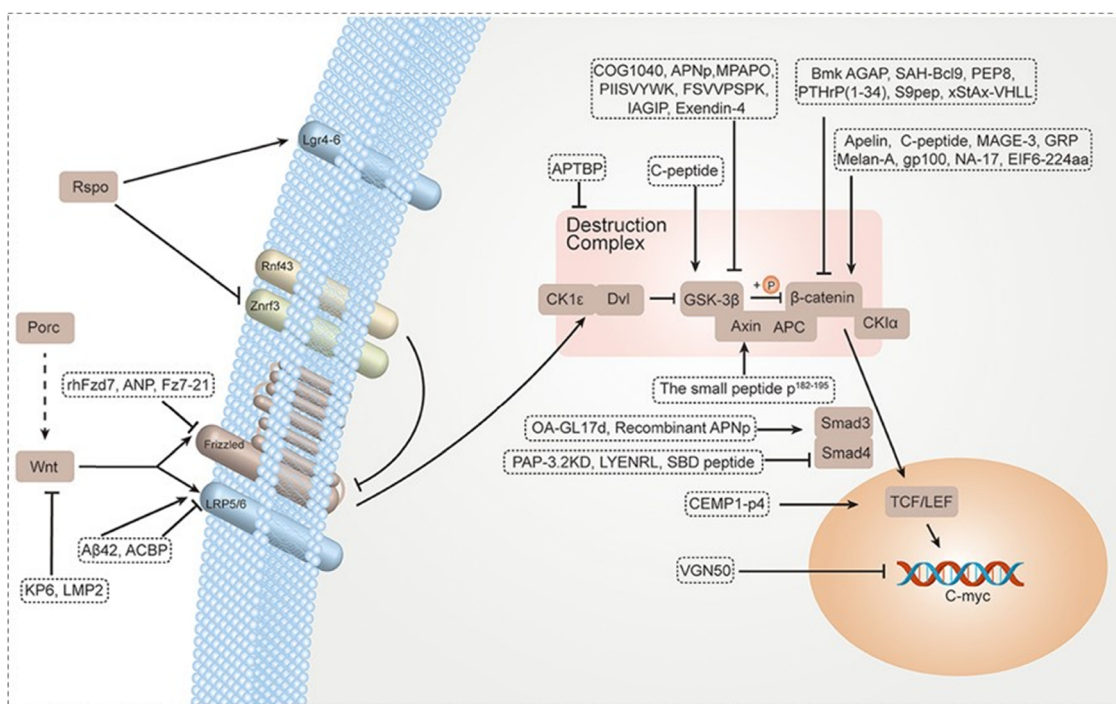 COG1040, APNp,MPAPO,
PIISVYWK, FSVVPSPK,
IAGIP, Exendin-4
Bmk AGAP, SAH-Bcl9, PEP8,
PTHrP(1-34), S9pep, xStAx-VHLL
Apelin, C-peptide, MAGE-3, GRP
Melan-A, gp100, NA-17, EIF6-224aa
Lgr4-6
Rspo
APTBP
C-peptide
Destruction
Complex
Rnf43
Znrf3
+ P
CK1ε
Dvl
GSK-3β
β-catenin
Porc
Axin
APC
CKIα
rhFzd7, ANP, Fz7-21
The small peptide p182-195
OA-GL17d, Recombinant APNp
Smad3
Frizzled
Smad4
PAP-3.2KD, LYENRL, SBD peptide
Wnt
LRP5/6
CEMP1-p4
TCF/LEF
Aβ42, ACBP
VGN50
KP6, LMP2
C-myc